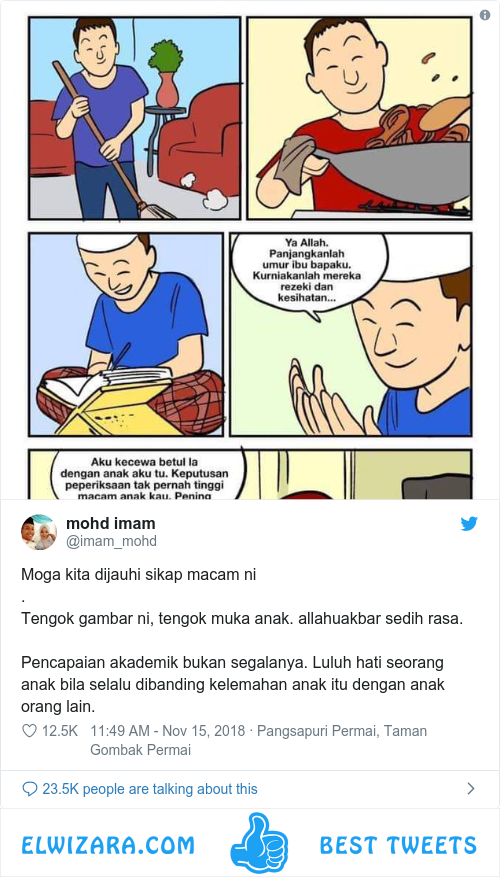 Ya Allah.
Panjangkanlah
umur ibu bapaku.
Kurniakanlah mereka
rezeki dan
kesihatan...
Aku kecewa betul la
dengan anak aku tu. Keputusan
peperiksaan tak pernah tinggi
macam anak kau. Pening
mohd imam
@imam_mohd
Moga kita dijauhi sikap macam ni
.
Tengok gambar ni, tengok muka anak. allahuakbar sedih rasa.
Pencapaian akademik bukan segalanya. Luluh hati seorang
anak bila selalu dibanding kelemahan anak itu dengan anak
orang lain.
12.5K 11:49 AM - Nov 15, 2018 · Pangsapuri Permai, Taman
Gombak Permai
23.5K people are talking about this
ELWIZARA.COM BEST TWEETS